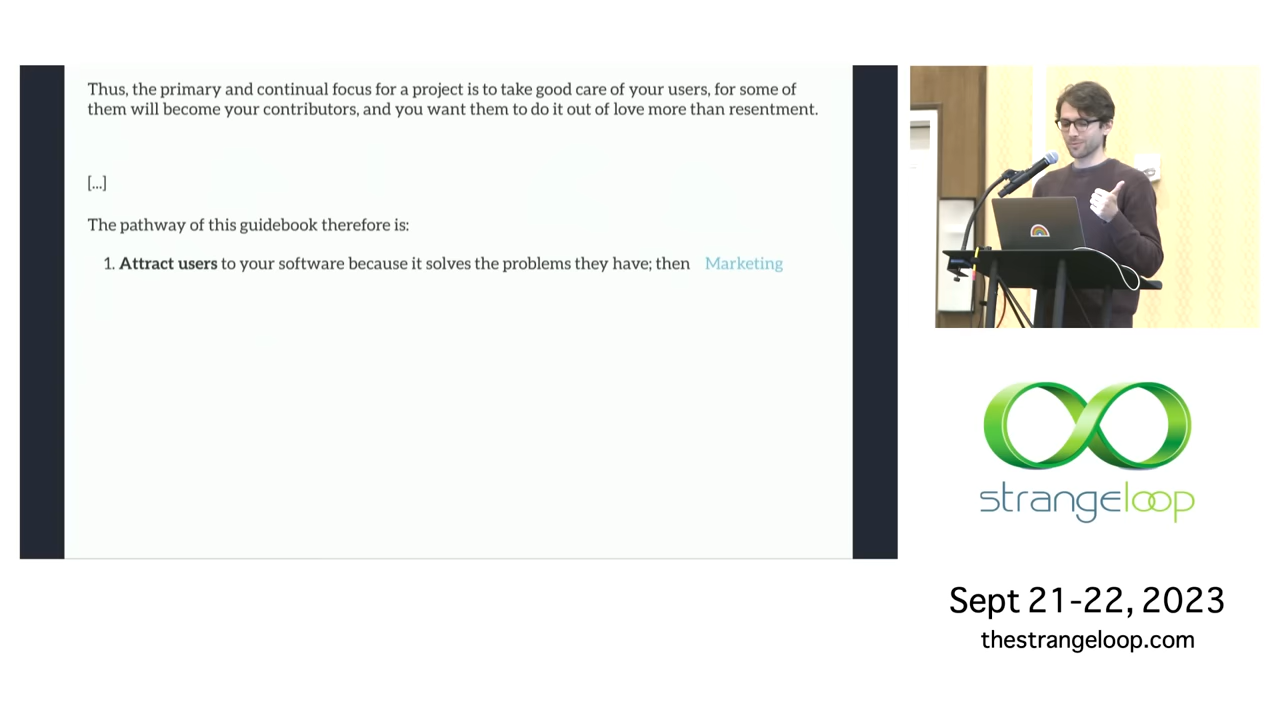 Thus, the primary and continual focus for a project is to take good care of your users, for some of
them will become your contributors, and you want them to do it out of love more than resentment.
[...]
The pathway of this guidebook therefore is:
1. Attract users to your software because it solves the problems they have; then Marketing
strangeloop
Sept 21-22, 2023
thestrangeloop.com